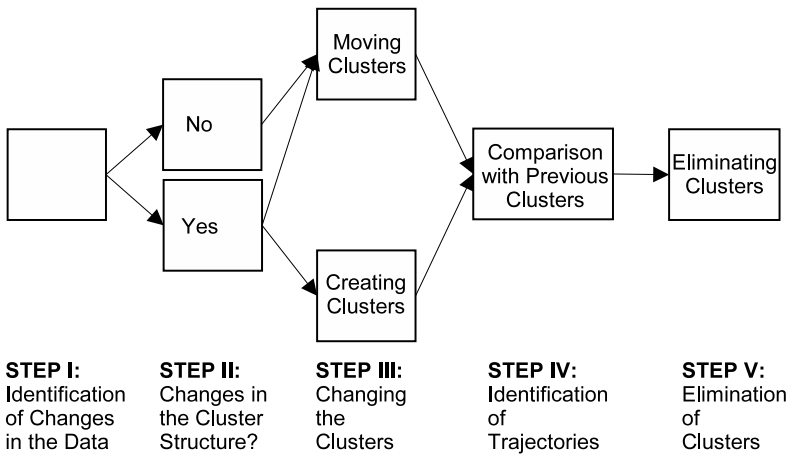 Moving
Clusters
No
Yes
Comparison
with Previous
Clusters
Eliminating
Clusters
Creating
Clusters
STEP I:
Identification
of Changes
in the Data
STEP II:
Changes in
the Cluster
Structure?
STEP III:
Changing
the
Clusters
STEP IV:
Identification
of
Trajectories
STEP V:
Elimination
of
Clusters